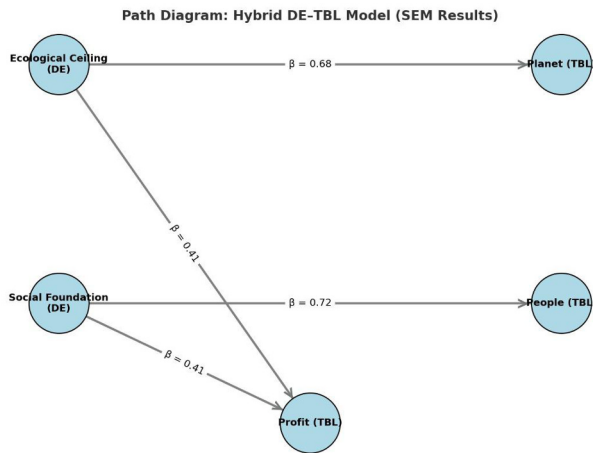 Path Diagram: Hybrid DE–TBL Model (SEM Results)
Ecological Ceiling
(DE)
β = 0.68
Planet (TBL
β = 0.41
Social Foundation
(DE)
β = 0.72
People (TBL
β = 0.41
Profit (TBL)